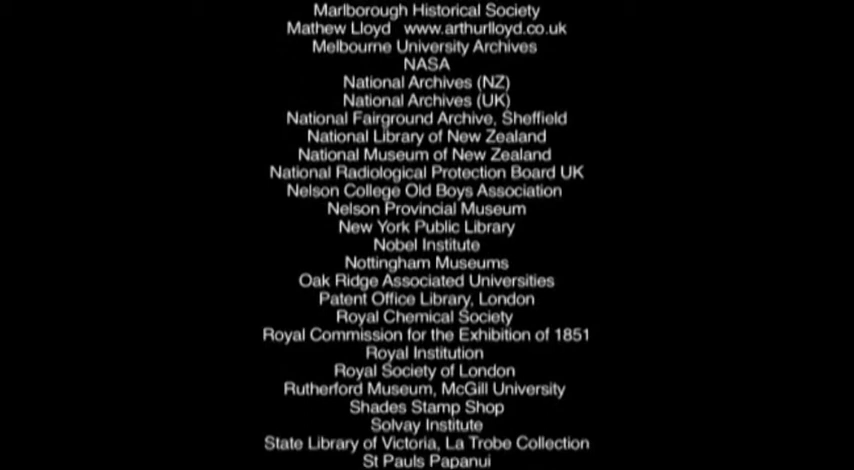 Marlborough Historical Society
Mathew Lloyd www.arthurlloyd.co.uk
Melbourne University Archives
NASA
National Archives (NZ)
National Archives (UK)
National Fairground Archive, Sheffield
National Library of New Zealand
National Museum of New Zealand
National Radiological Protection Board UK
Nelson College Old Boys Association
Nelson Provincial Museum
New York Public Library
Nobel Institute
Nottingham Museums
Oak Ridge Associated Universities
Patent Office Library, London
Royal Chemical Society
Royal Commission for the Exhibition of 1851
Royal Institution
Royal Society of London
Rutherford Museum, McGill University
Shades Stamp Shop
Solvay Institute
State Library of Victoria, La Trobe Collection
St Pauls Papanui